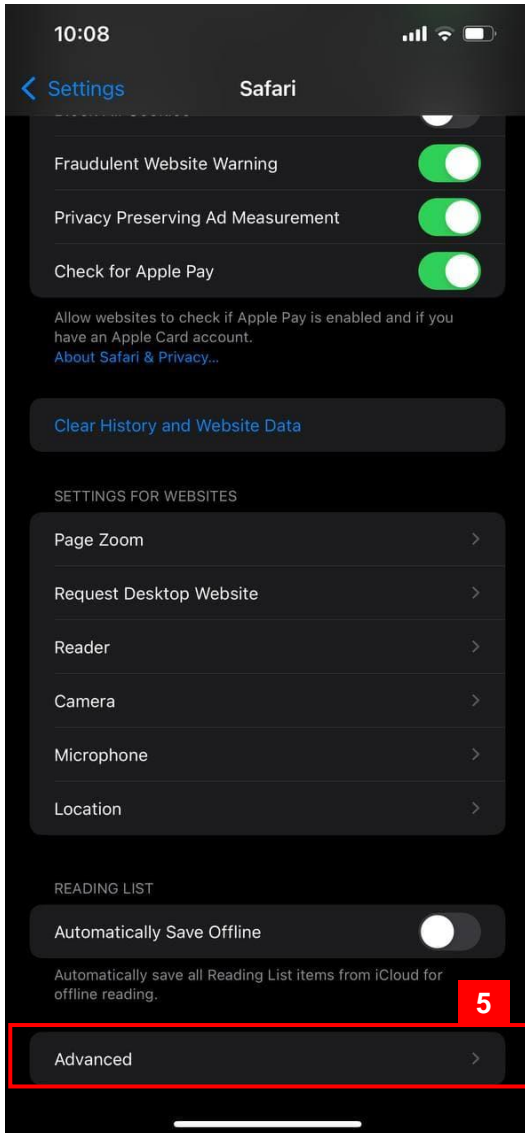 10:08
Settings
Safari
Fraudulent Website Warning
Privacy Preserving Ad Measurement
Check for Apple Pay
Allow websites to check if Apple Pay is enabled and if you
have an Apple Card account.
About Safari & Privacy...
Clear History and Website Data
SETTINGS FOR WEBSITES
Page Zoom
Request Desktop Website
Reader
Camera
Microphone
Location
READING LIST
Automatically Save Offline
Automatically save all Reading List items from iCloud for
offline reading.
5
Advanced